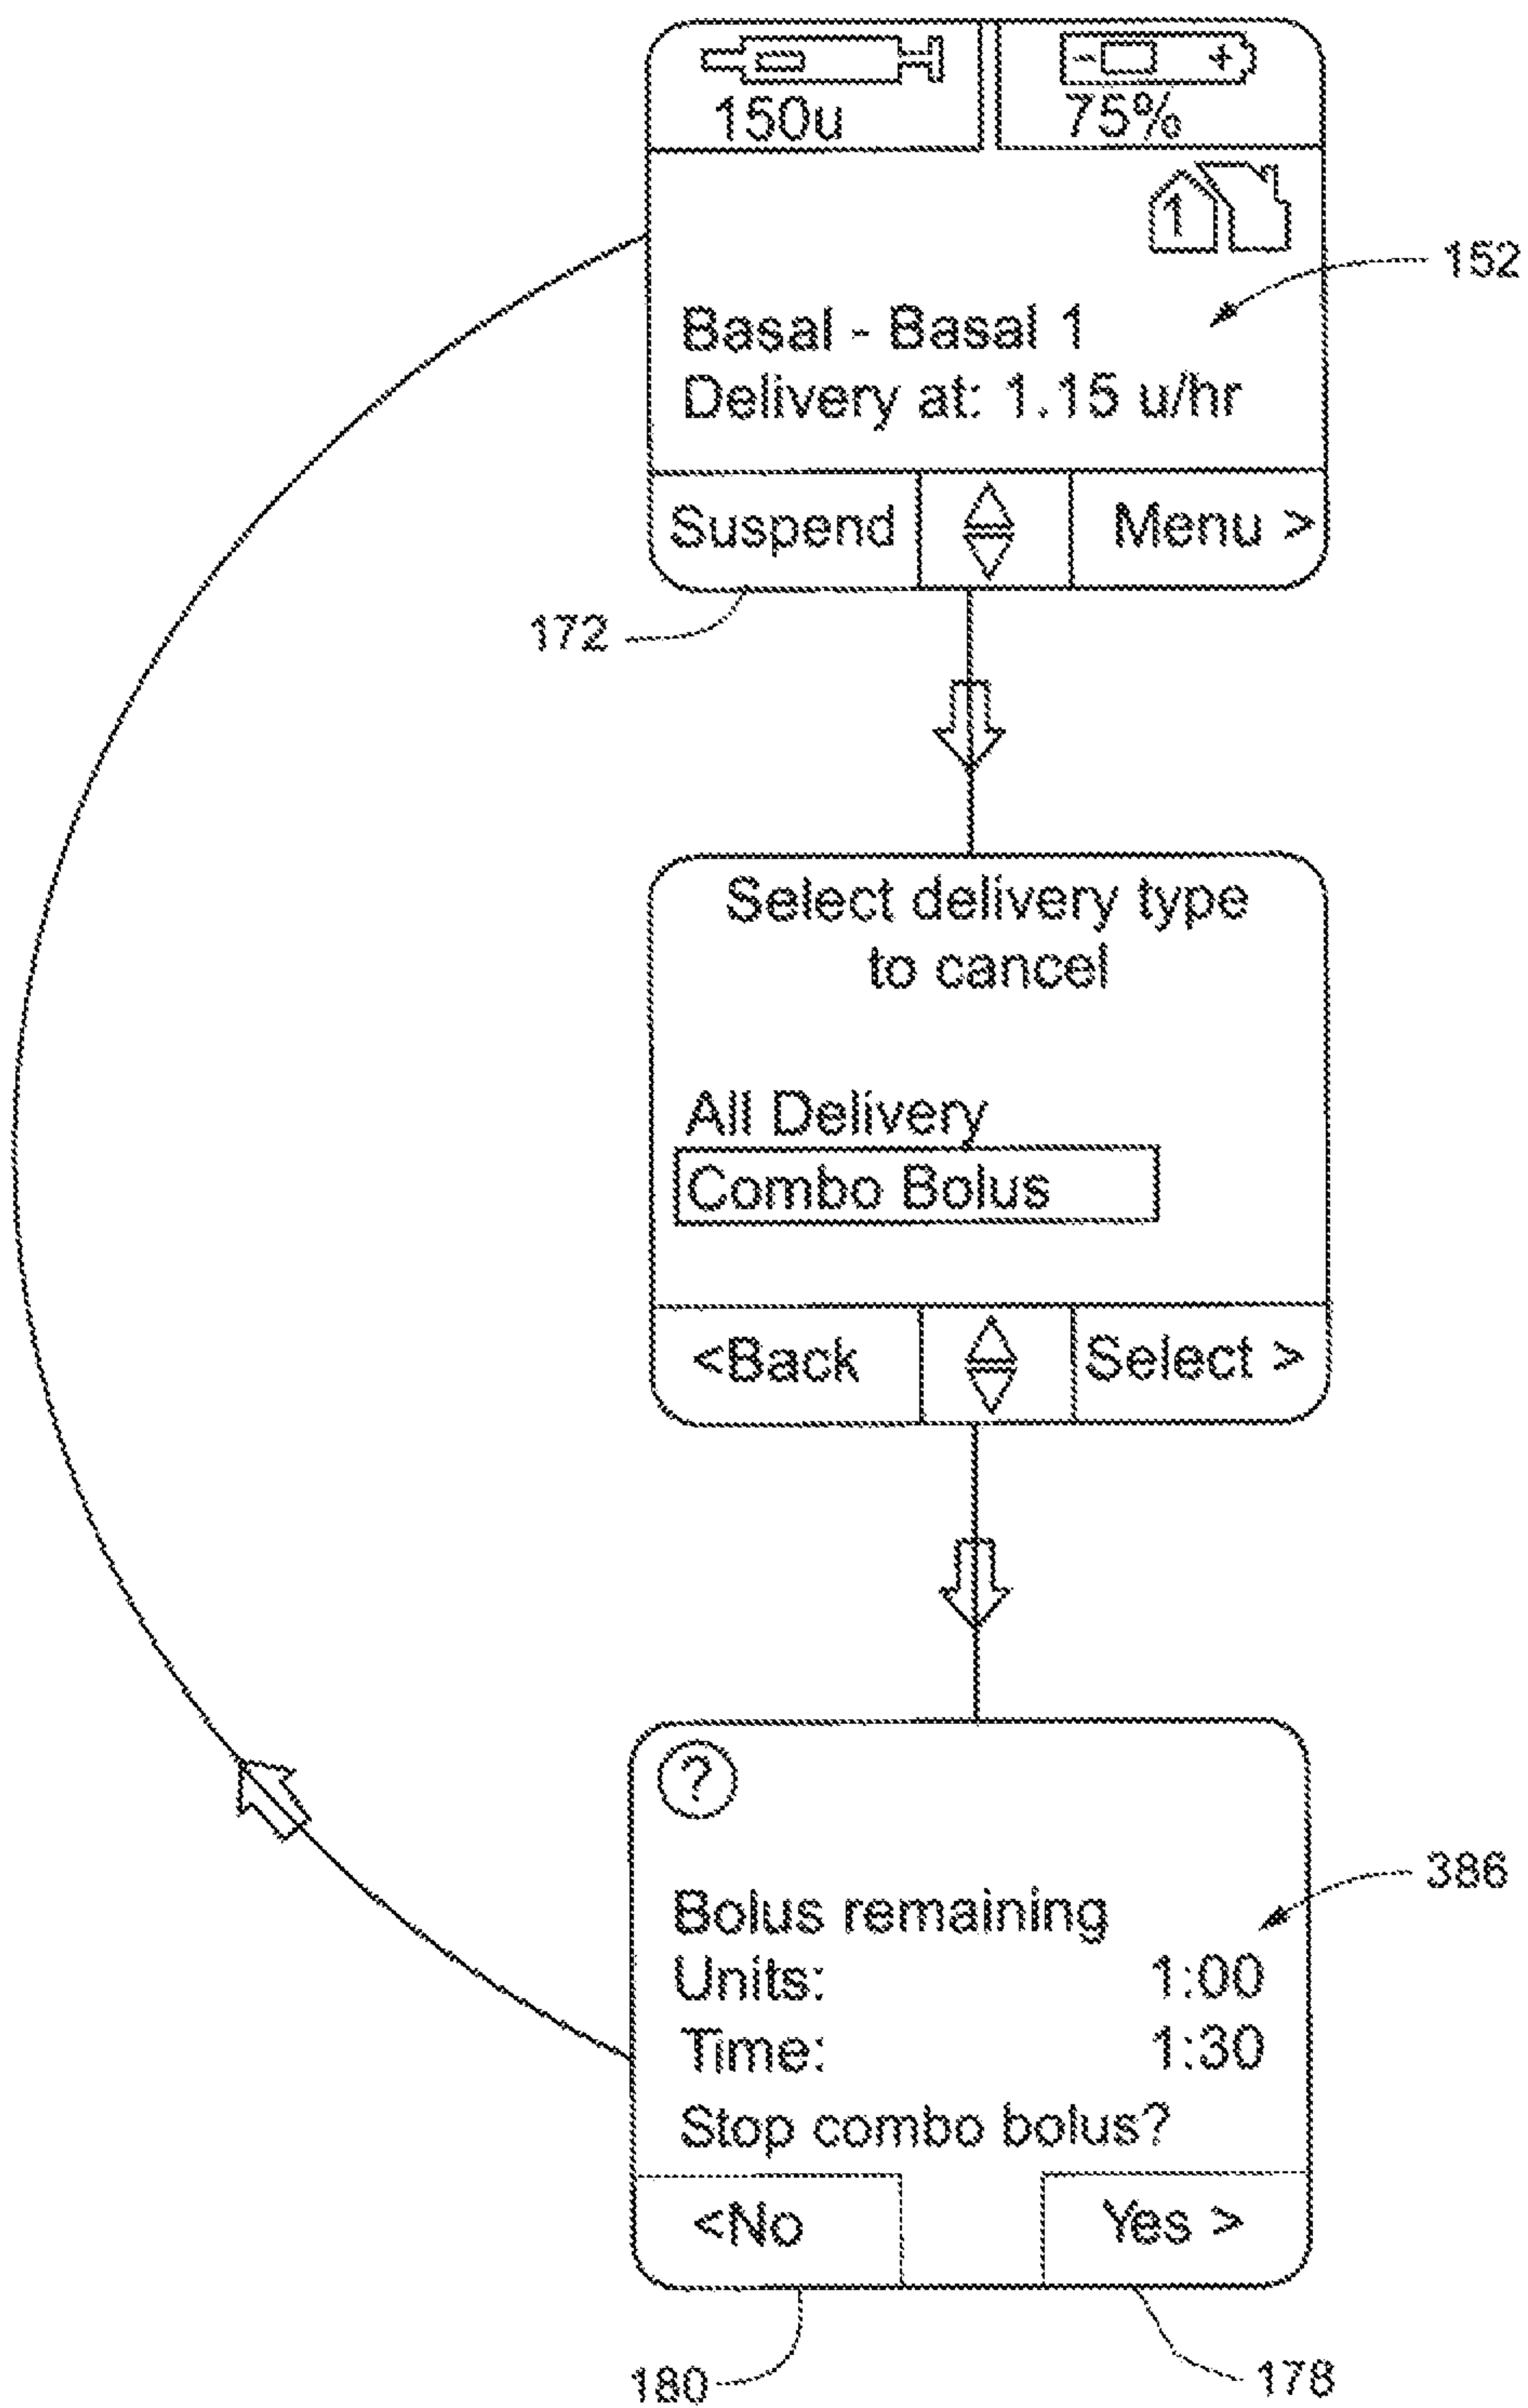 150u
75%
1
152
Basal - Basal 1
Delivery at: 1.15 u/hr
Suspend
Menu >
172
Select delivery type
to cancel
All Delivery
Combo Bolus
<Back
Select >
?
386
Bolus remaining
Units: 1:00
Time: 1:30
Stop combo bolus?
<No
Yes >
180
178